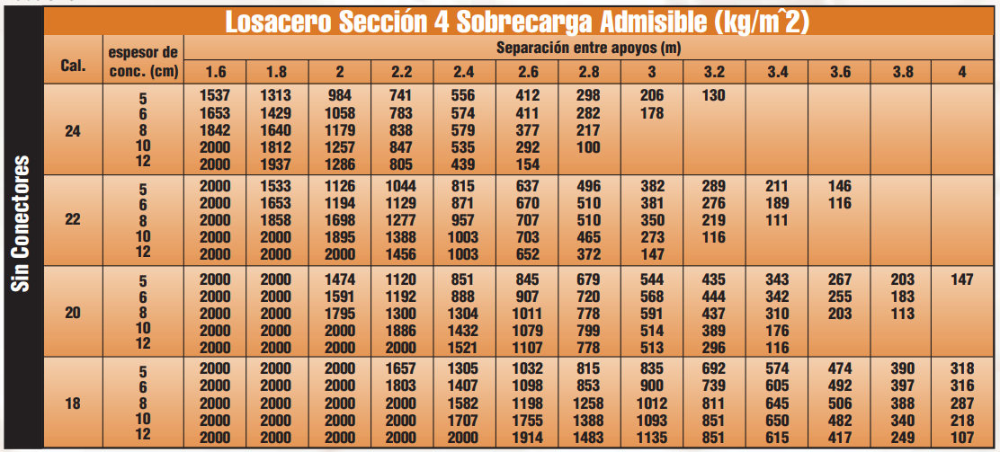 Losacero Sección 4 Sobrecarga Admisible (kg/mˆ2)
Sin Conectores
Cal. espesor de conc. (cm) Separación entre apoyos (m)
1.6 1.8 2 2.2 2.4 2.6 2.8 3 3.2 3.4 3.6 3.8 4
24
5 1537 1313 984 741 556 412 298 206 130
6 1653 1429 1058 783 574 411 282 178
8 1842 1640 1179 838 579 377 217
10 2000 1812 1257 847 535 292 100
12 2000 1937 1286 805 439 154
22
5 2000 1533 1126 1044 815 637 496 382 289 211 146
6 2000 1653 1194 1129 871 670 510 381 276 189 116
8 2000 1858 1698 1277 957 707 510 350 219 111
10 2000 2000 1895 1388 1003 703 465 273 116
12 2000 2000 2000 1456 1003 652 372 147
20
5 2000 2000 1474 1120 851 845 679 544 435 343 267 203 147
6 2000 2000 1591 1192 888 907 720 568 444 342 255 183
8 2000 2000 1795 1300 1304 1011 778 591 437 310 203 113
10 2000 2000 2000 1886 1432 1079 799 514 389 176
12 2000 2000 2000 2000 1521 1107 778 513 296 116
18
5 2000 2000 2000 1657 1305 1032 815 835 692 574 474 390 318
6 2000 2000 2000 1803 1407 1098 853 900 739 605 492 397 316
8 2000 2000 2000 2000 1582 1198 1258 1012 811 645 506 388 287
10 2000 2000 2000 2000 1707 1755 1388 1093 851 650 482 340 218
12 2000 2000 2000 2000 2000 1914 1483 1135 851 615 417 249 107